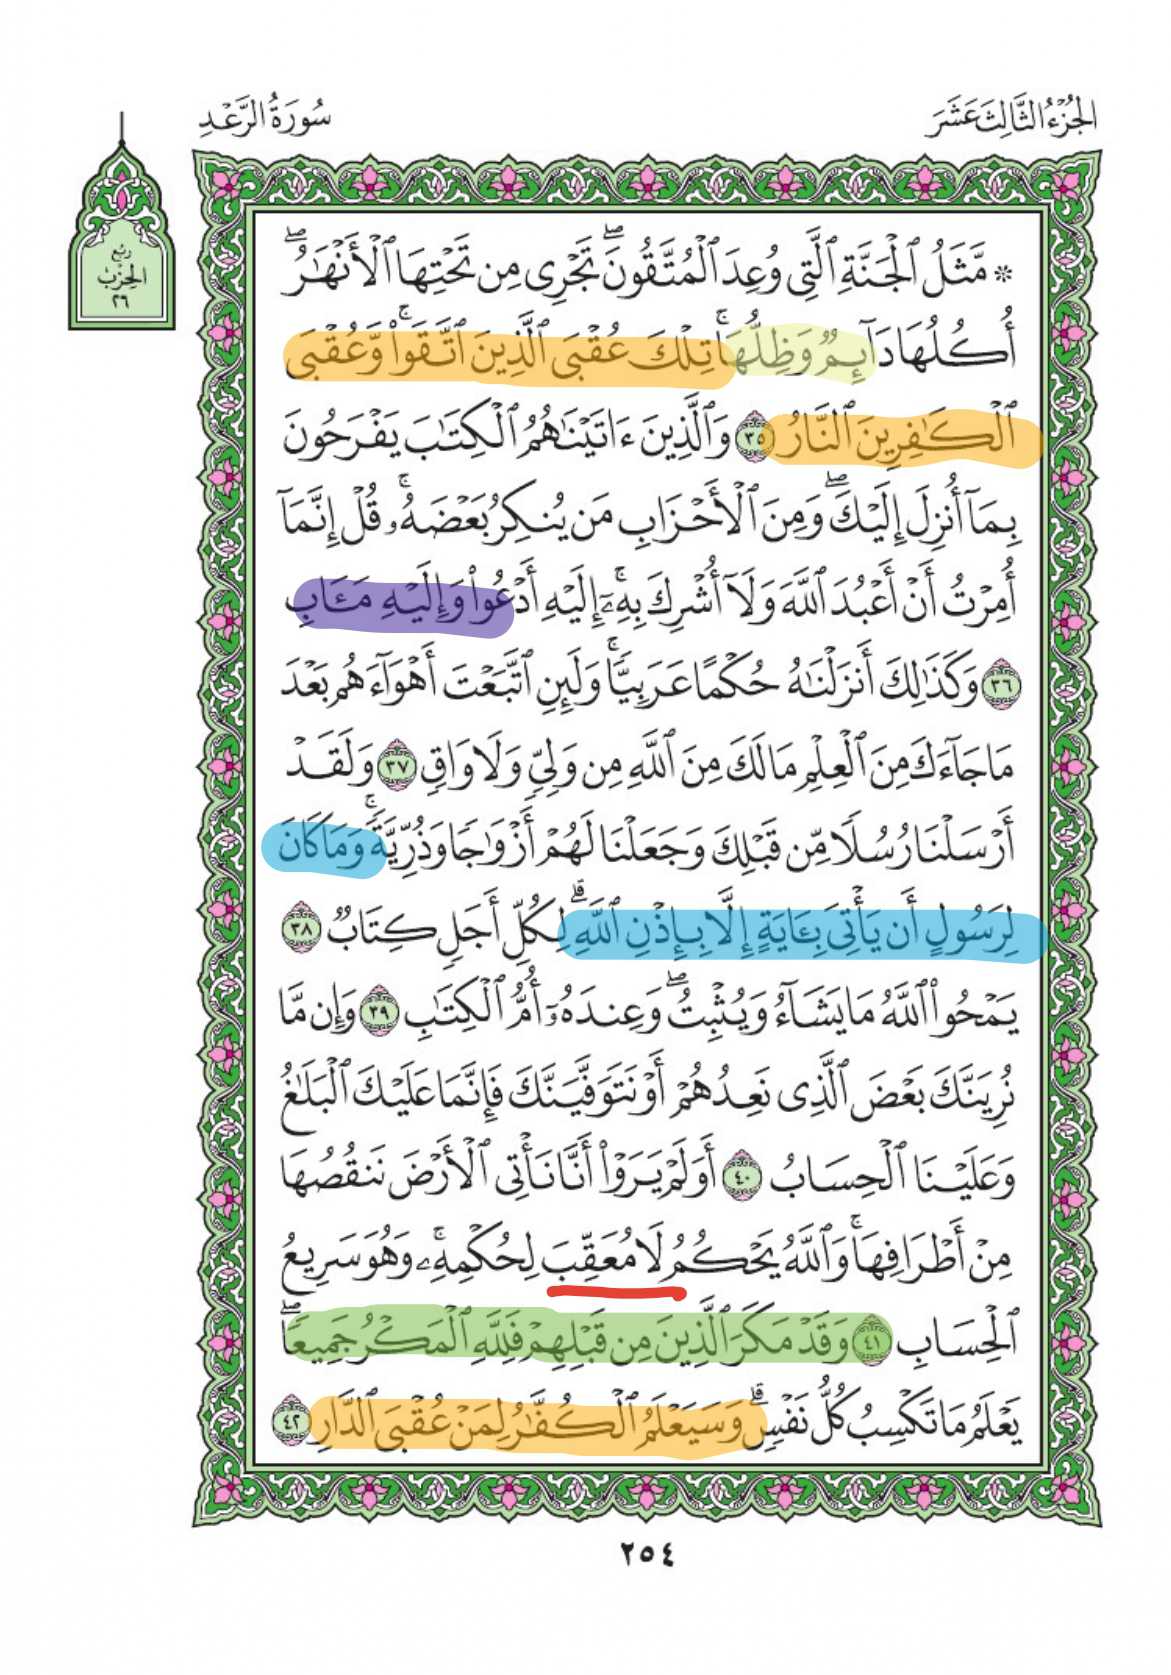 الجُزْءُ الثَّالِثَ عَشَرَ
سُورَةُ الرَّعْدِ
رُبُع
الحِزْب
٢٦
۞ مَّثَلُ ٱلْجَنَّةِ ٱلَّتِي وُعِدَ ٱلْمُتَّقُونَۖ تَجْرِي مِن تَحْتِهَا ٱلْأَنْهَٰرُۖ
أُكُلُهَا دَآئِمٌ وَظِلُّهَاۚ تِلْكَ عُقْبَى ٱلَّذِينَ ٱتَّقَواْۚ وَّعُقْبَى
ٱلْكَٰفِرِينَ ٱلنَّارُ ٣٥ وَٱلَّذِينَ ءَاتَيْنَٰهُمُ ٱلْكِتَٰبَ يَفْرَحُونَ
بِمَآ أُنزِلَ إِلَيْكَۖ وَمِنَ ٱلْأَحْزَابِ مَن يُنكِرُ بَعْضَهُۥۚ قُلْ إِنَّمَآ
أُمِرْتُ أَنْ أَعْبُدَ ٱللَّهَ وَلَآ أُشْرِكَ بِهِۦٓۚ إِلَيْهِ أَدْعُواْ وَإِلَيْهِ مَـَٔابِ
٣٦ وَكَذَٰلِكَ أَنزَلْنَٰهُ حُكْمًا عَرَبِيًّاۚ وَلَئِنِ ٱتَّبَعْتَ أَهْوَآءَهُم بَعْدَ
مَا جَآءَكَ مِنَ ٱلْعِلْمِ مَا لَكَ مِنَ ٱللَّهِ مِن وَلِيٍّ وَلَا وَاقٍ ٣٧ وَلَقَدْ
أَرْسَلْنَا رُسُلًا مِّن قَبْلِكَ وَجَعَلْنَا لَهُمْ أَزْوَٰجًا وَذُرِّيَّةًۚ وَمَا كَانَ
لِرَسُولٍ أَن يَأْتِيَ بِـَٔايَةٍ إِلَّا بِإِذْنِ ٱللَّهِۗ لِكُلِّ أَجَلٍ كِتَابٌ ٣٨
يَمْحُواْ ٱللَّهُ مَا يَشَآءُ وَيُثْبِتُۖ وَعِندَهُۥٓ أُمُّ ٱلْكِتَٰبِ ٣٩ وَإِن مَّا
نُرِيَنَّكَ بَعْضَ ٱلَّذِي نَعِدُهُمْ أَوْ نَتَوَفَّيَنَّكَ فَإِنَّمَا عَلَيْكَ ٱلْبَلَٰغُ
وَعَلَيْنَا ٱلْحِسَابُ ٤٠ أَوَلَمْ يَرَوْاْ أَنَّا نَأْتِي ٱلْأَرْضَ نَنقُصُهَا
مِنْ أَطْرَافِهَاۚ وَٱللَّهُ يَحْكُمُ لَا مُعَقِّبَ لِحُكْمِهِۦۚ وَهُوَ سَرِيعُ
ٱلْحِسَابِ ٤١ وَقَدْ مَكَرَ ٱلَّذِينَ مِن قَبْلِهِمْ فَلِلَّهِ ٱلْمَكْرُ جَمِيعًاۖ
يَعْلَمُ مَا تَكْسِبُ كُلُّ نَفْسٍۗ وَسَيَعْلَمُ ٱلْكُفَّٰرُ لِمَنْ عُقْبَى ٱلدَّارِ ٤٢
٢٥٤